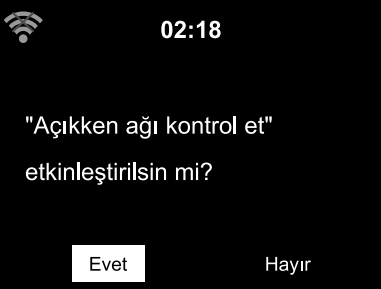 02:18
"Açıkken ağı kontrol et"
etkinleştirilsin mi?
Evet Hayır